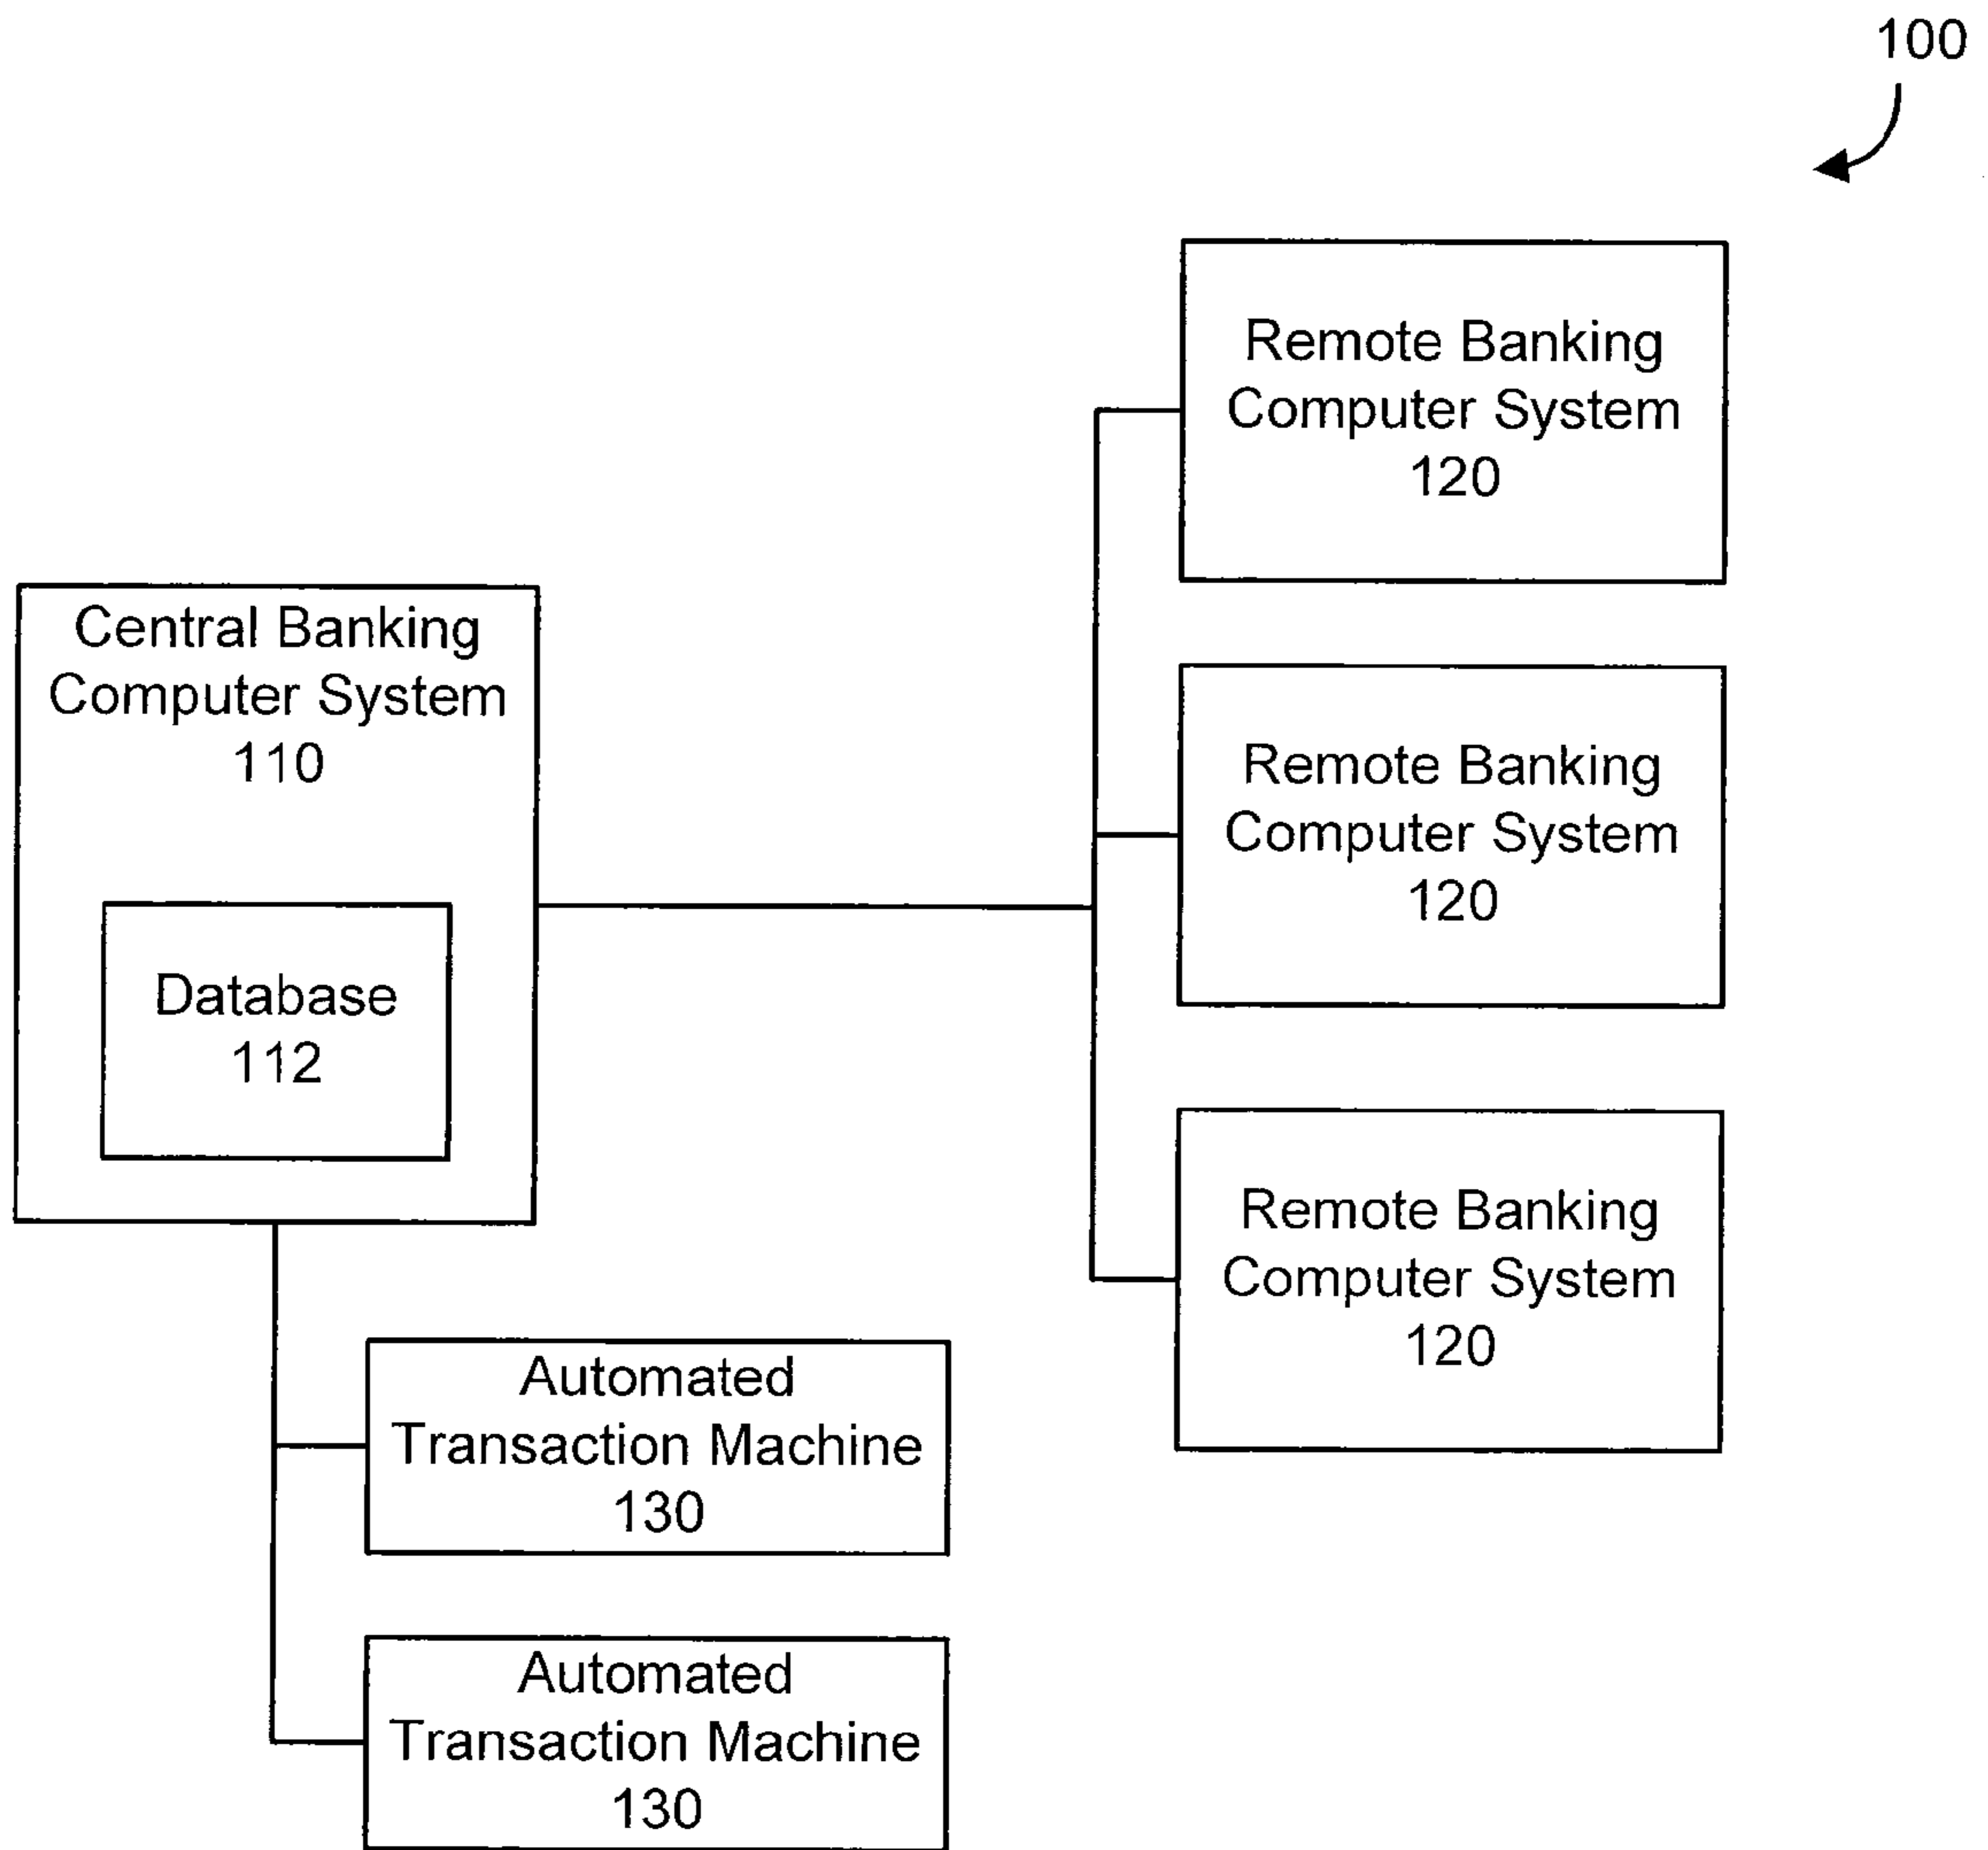 100
Remote Banking
Computer System
120
Central Banking
Computer System
110
Remote Banking
Computer System
120
Database
112
Remote Banking
Computer System
120
Automated
Transaction Machine
130
Automated
Transaction Machine
130